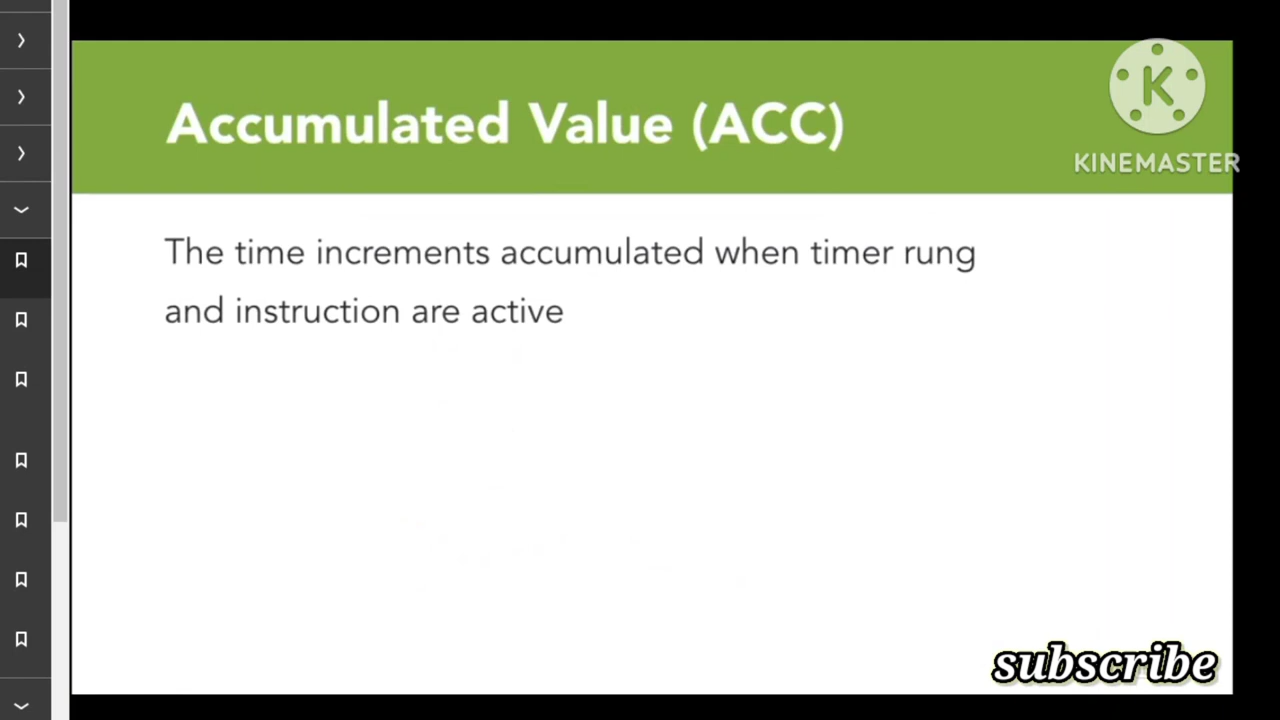 Accumulated Value (ACC)
K
KINEMASTER
The time increments accumulated when timer rung
and instruction are active
subscribe